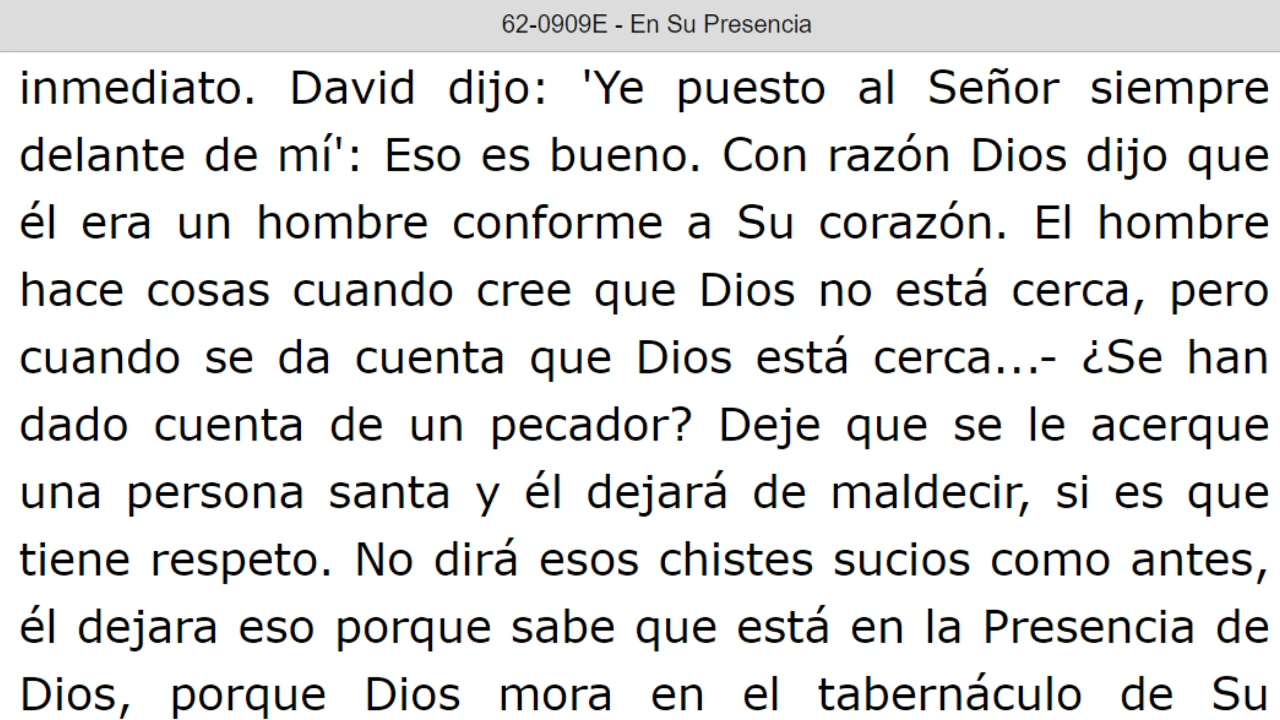 62-0909E - En Su Presencia
inmediato. David dijo: 'Ye puesto al Señor siempre
delante de mí': Eso es bueno. Con razón Dios dijo que
él era un hombre conforme a Su corazón. El hombre
hace cosas cuando cree que Dios no está cerca, pero
cuando se da cuenta que Dios está cerca...- ¿Se han
dado cuenta de un pecador? Deje que se le acerque
una persona santa y él dejará de maldecir, si es que
tiene respeto. No dirá esos chistes sucios como antes,
él dejara eso porque sabe que está en la Presencia de
Dios, porque Dios mora en el tabernáculo de Su